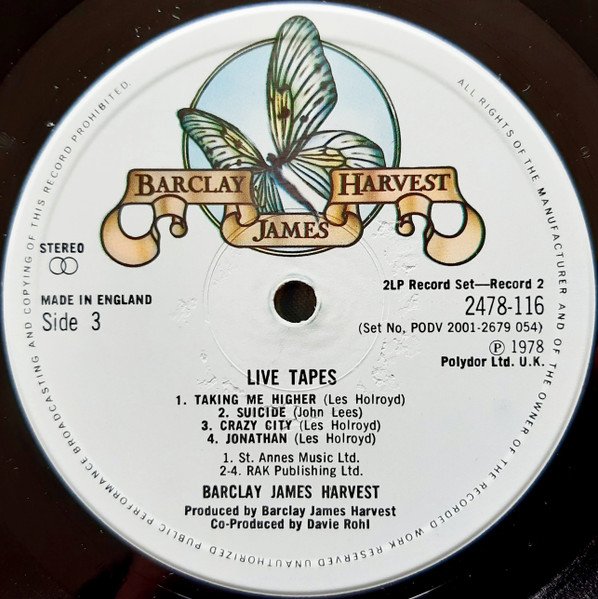 BARCLAY JAMES HARVEST
STEREO
MADE IN ENGLAND
Side 3
2LP Record Set—Record 2
2478-116
(Set No, PODV 2001-2679 054)
Ⓟ 1978
Polydor Ltd. U.K.
LIVE TAPES
1. TAKING ME HIGHER (Les Holroyd)
2. SUICIDE (John Lees)
3. CRAZY CITY (Les Holroyd)
4. JONATHAN (Les Holroyd)
1. St. Annes Music Ltd.
2-4. RAK Publishing Ltd.
BARCLAY JAMES HARVEST
Produced by Barclay James Harvest
Co-Produced by Davie Rohl
ALL RIGHTS OF THE MANUFACTURER AND OF THE OWNER OF THE RECORDED WORK RESERVED UNAUTHORIZED PUBLIC PERFORMANCE BROADCASTING AND COPYING OF THIS RECORD PROHIBITED.